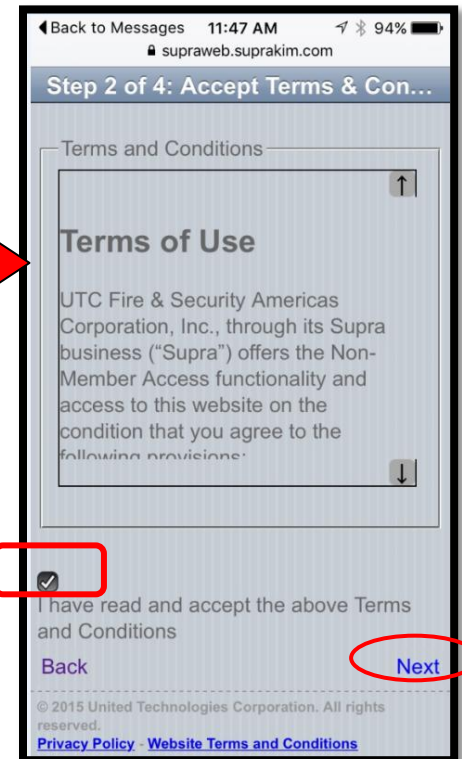 Back to Messages 11:47 AM 94%
supraweb.suprakim.com
Step 2 of 4: Accept Terms & Con...
Terms and Conditions
↑
Terms of Use
UTC Fire & Security Americas
Corporation, Inc., through its Supra
business (“Supra”) offers the Non-
Member Access functionality and
access to this website on the
condition that you agree to the
following provisions:
↓
I have read and accept the above Terms
and Conditions
Back Next
© 2015 United Technologies Corporation. All rights
reserved.
Privacy Policy - Website Terms and Conditions